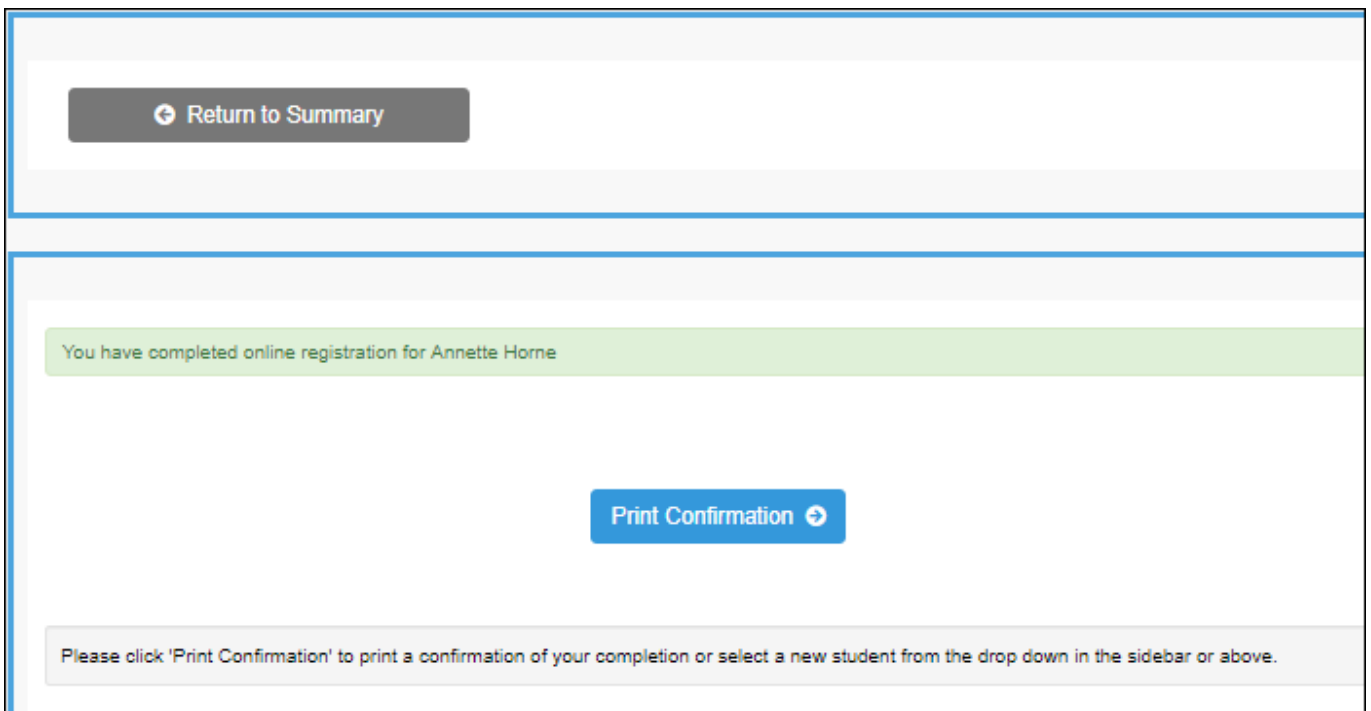 Return to Summary
You have completed online registration for Annette Horne
Print Confirmation
Please click 'Print Confirmation' to print a confirmation of your completion or select a new student from the drop down in the sidebar or above.